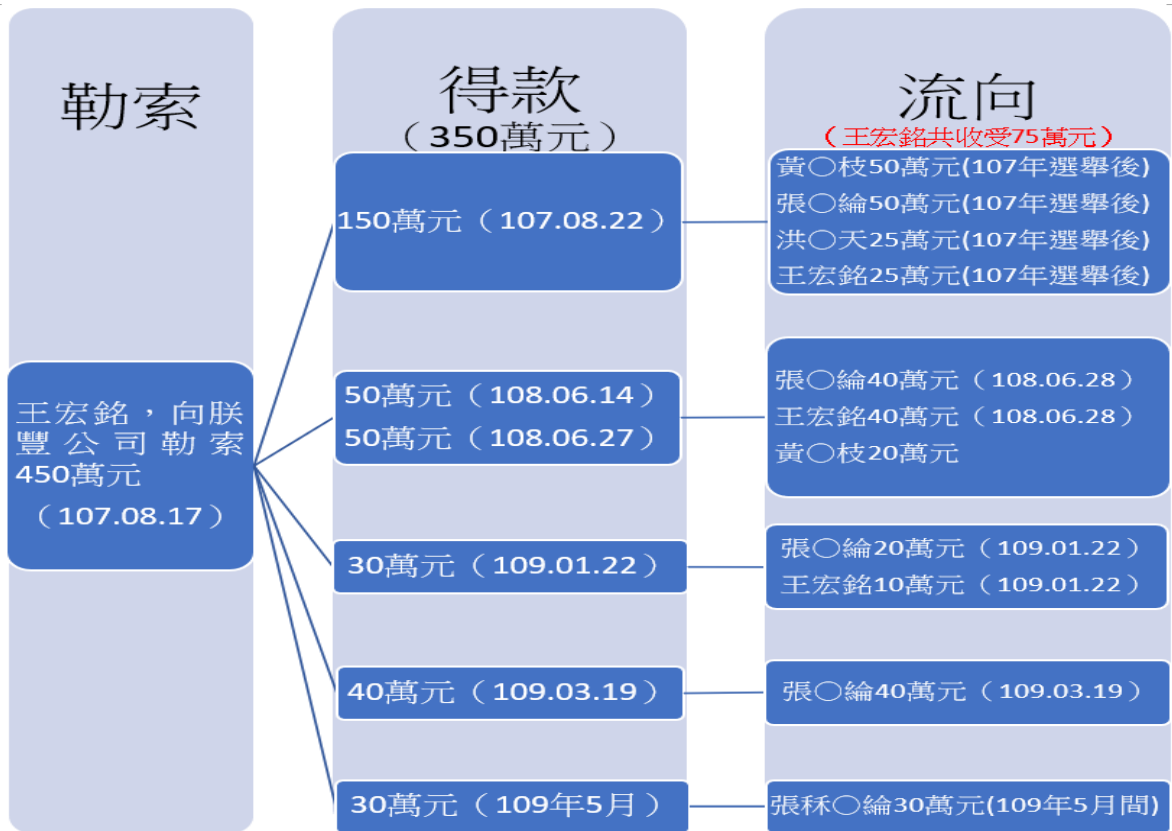 勒索
王宏銘，向朕
豐公司勒索
450萬元
（107.08.17）
得款
（350萬元）
150萬元（107.08.22）
50萬元（108.06.14）
50萬元（108.06.27）
30萬元（109.01.22）
40萬元（109.03.19）
30萬元（109年5月）
流向
（王宏銘共收受75萬元）
黃○枝50萬元(107年選舉後)
張○綸50萬元(107年選舉後)
洪○天25萬元(107年選舉後)
王宏銘25萬元(107年選舉後)
張○綸40萬元（108.06.28）
王宏銘40萬元（108.06.28）
黃○枝20萬元
張○綸20萬元（109.01.22）
王宏銘10萬元（109.01.22）
張○綸40萬元（109.03.19）
張秝○綸30萬元(109年5月間)